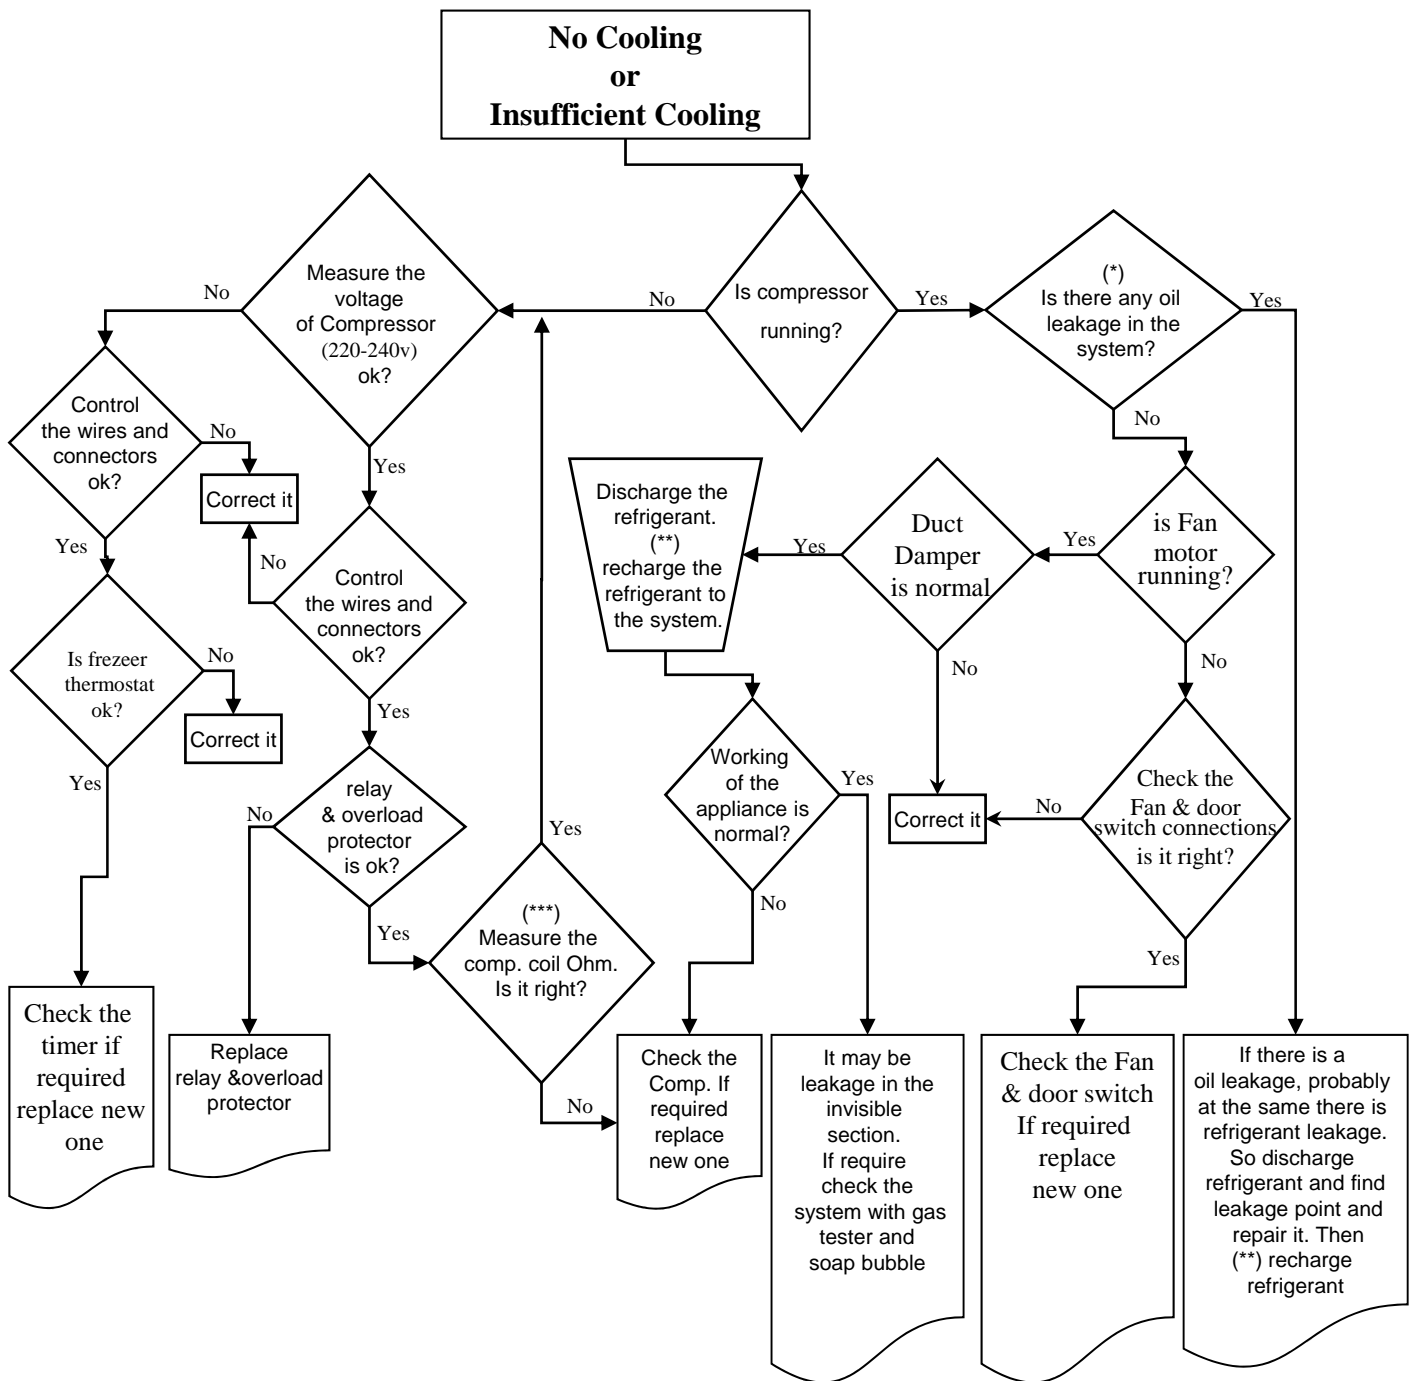 No Cooling
or
Insufficient Cooling
Is compressor
running?
No
Yes
Measure the
voltage
of Compressor
(220-240v)
ok?
No
Yes
Control
the wires and
connectors
ok?
No
Correct it
Yes
Is frezeer
thermostat
ok?
No
Correct it
Yes
Check the
timer if
required
replace new
one
Control
the wires and
connectors
ok?
No
Yes
relay
& overload
protector
is ok?
No
Replace
relay &overload
protector
Yes
(***)
Measure the
comp. coil Ohm.
Is it right?
Yes
No
(*)
Is there any oil
leakage in the
system?
Yes
No
is Fan
motor
running?
Yes
No
Duct
Damper
is normal
Yes
No
Discharge the
refrigerant.
(**)
recharge the
refrigerant to
the system.
Working
of the
appliance is
normal?
Yes
No
Correct it
Check the
Fan & door
switch connections
is it right?
No
Yes
Check the
Comp. If
required
replace
new one
It may be
leakage in the
invisible
section.
If require
check the
system with gas
tester and
soap bubble
Check the Fan
& door switch
If required
replace
new one
If there is a
oil leakage, probably
at the same there is
refrigerant leakage.
So discharge
refrigerant and find
leakage point and
repair it. Then
(**) recharge
refrigerant